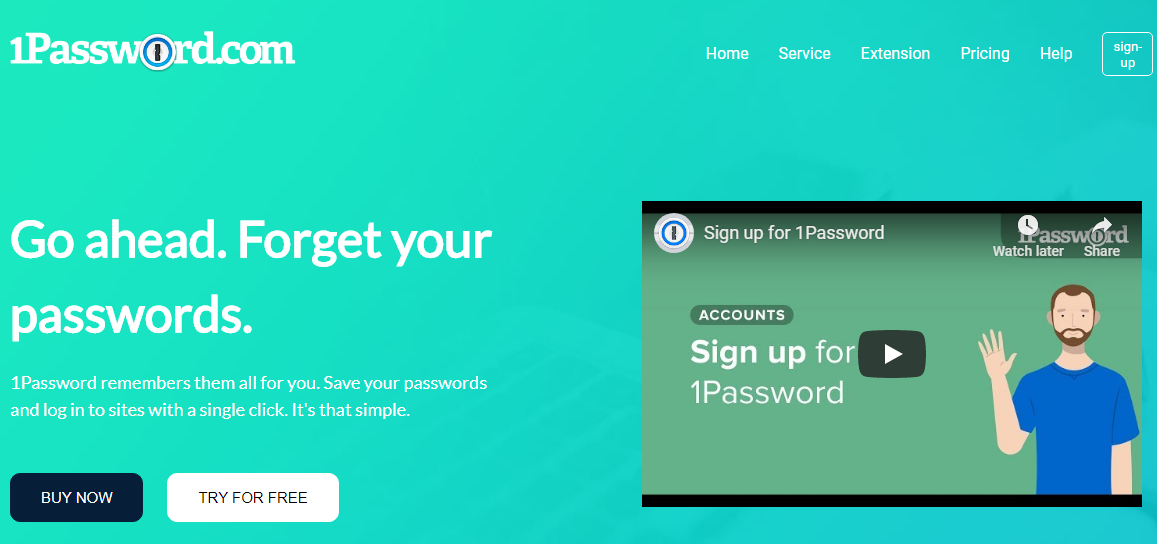 1Password.com
Home Service Extension Pricing Help
sign-
up
Go ahead. Forget your
passwords.
1Password remembers them all for you. Save your passwords
and log in to sites with a single click. It's that simple.
BUY NOW TRY FOR FREE
Sign up for 1Password
1Password
Watch later Share
ACCOUNTS
Sign up for
1Password